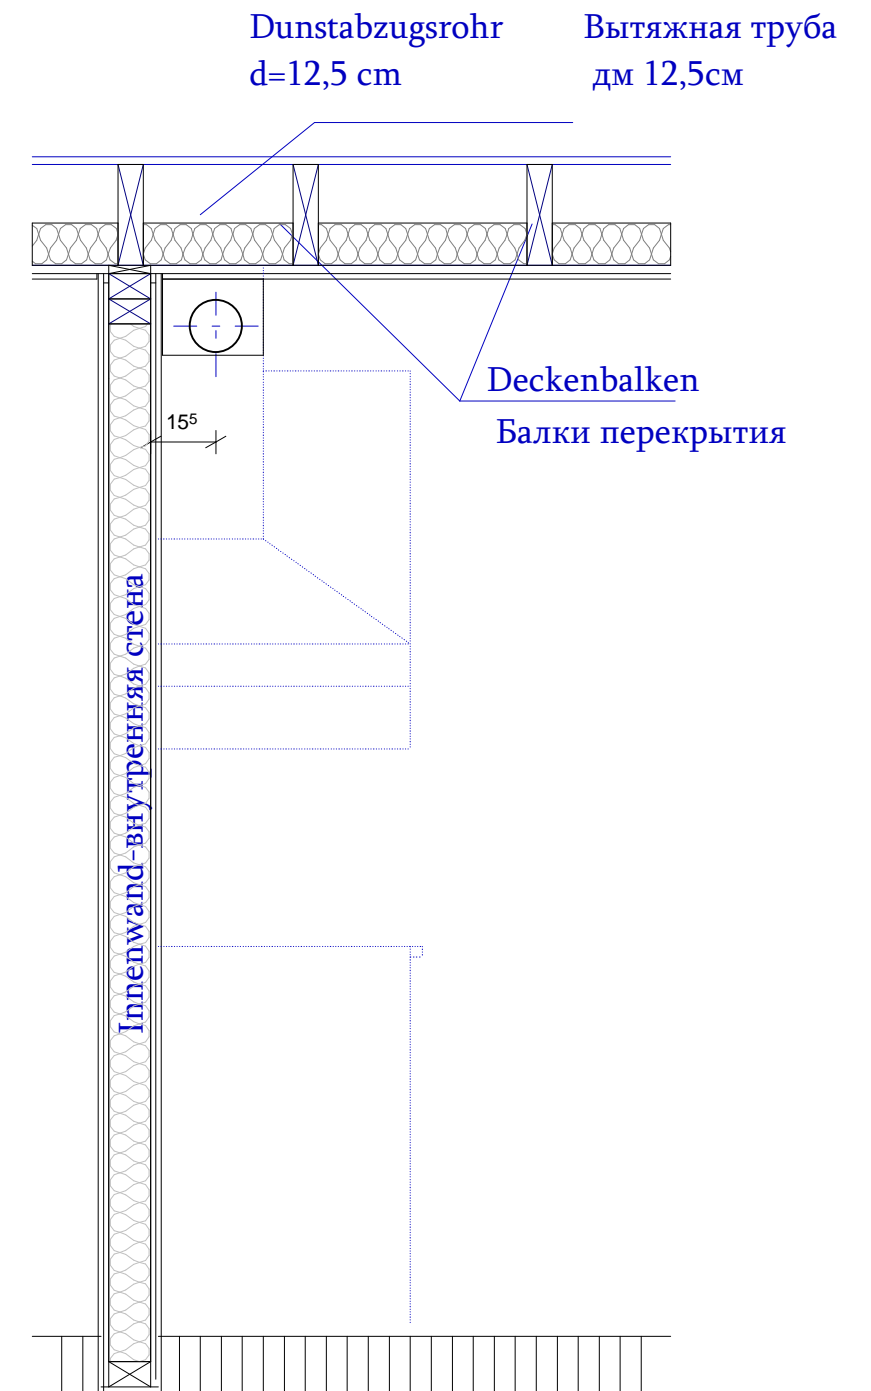 Dunstabzugsrohr Вытяжная труба
d=12,5 cm дм 12,5см
Deckenbalken
Балки перекрытия
15⁵
Innenwand-внутренняя стена